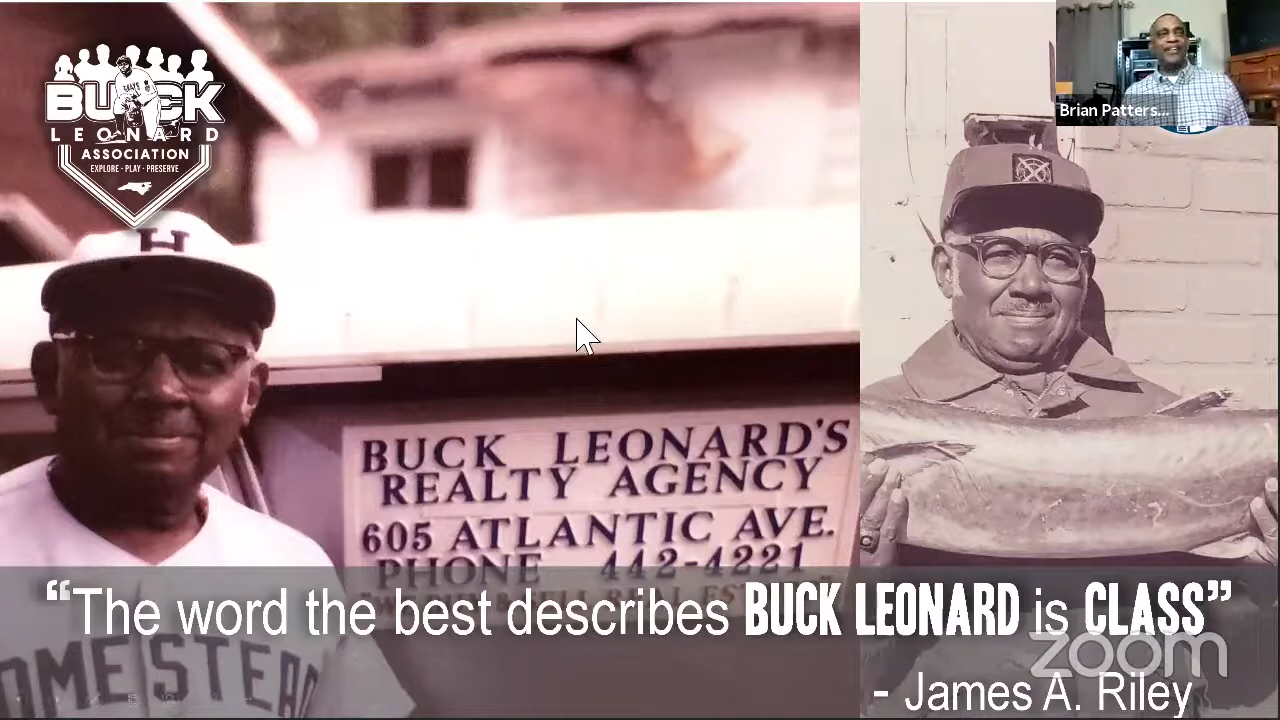 BUCK
LEONARD
ASSOCIATION
EXPLORE · PLAY · PRESERVE
Brian Patters...
H
BUCK LEONARD'S
REALTY AGENCY
605 ATLANTIC AVE.
PHONE 442-4221
"The word the best describes BUCK LEONARD is CLASS"
OMESTEA
zoom
- James A. Riley